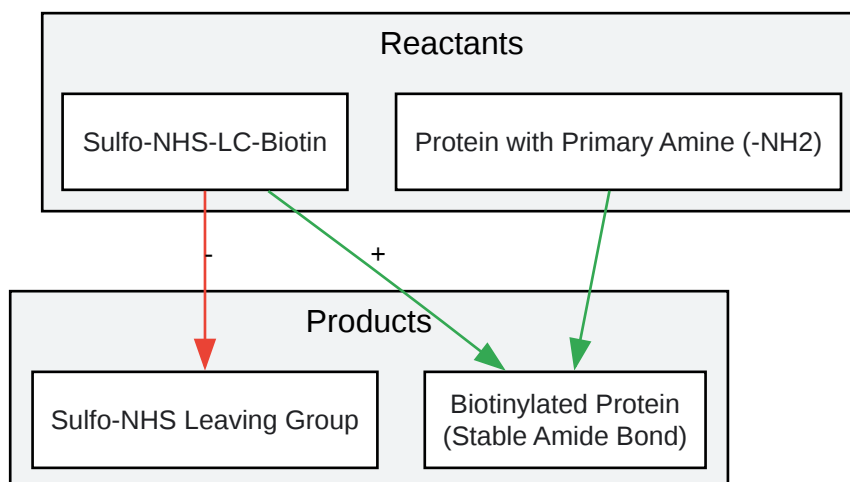 Reactants
Sulfo-NHS-LC-Biotin
Protein with Primary Amine (-NH2)
-
+
Products
Sulfo-NHS Leaving Group
Biotinylated Protein
(Stable Amide Bond)